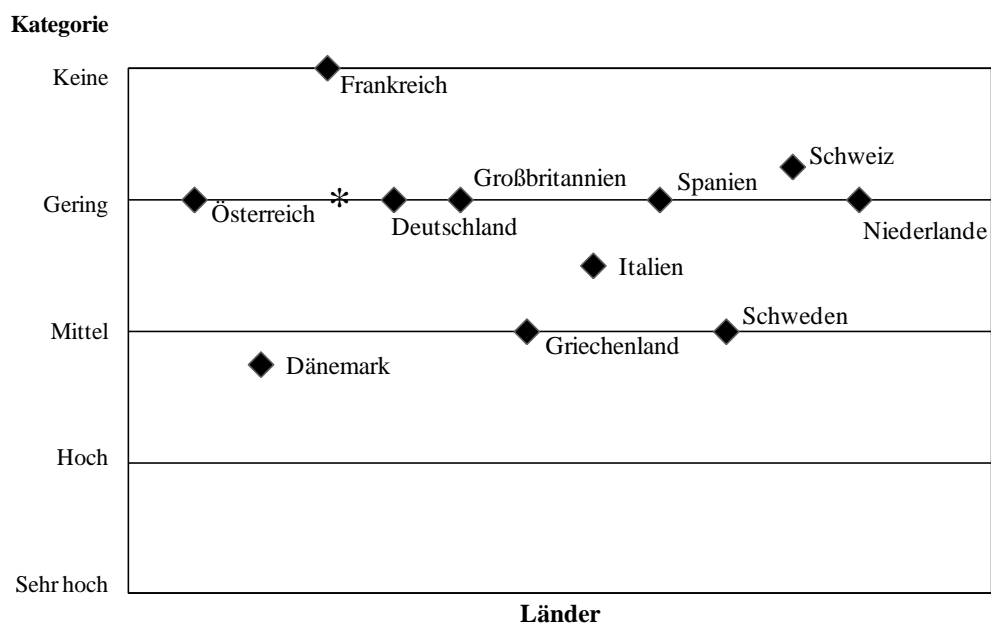 Kategorie
Keine
Frankreich
Schweiz
Großbritannien
Spanien
Gering
Österreich
*
Deutschland
Niederlande
Italien
Schweden
Mittel
Griechenland
Dänemark
Hoch
Sehr hoch
Länder